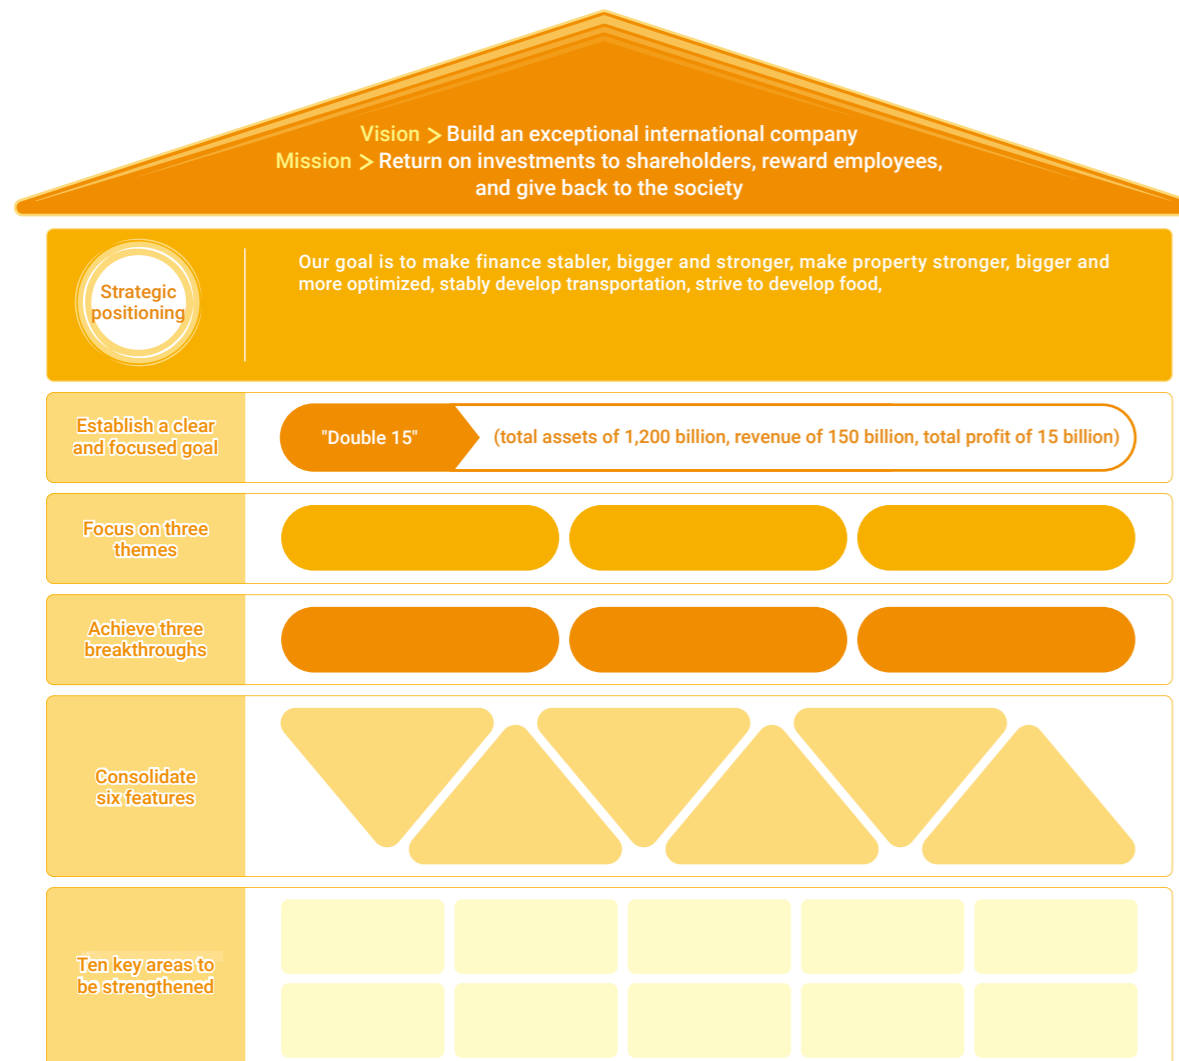 Vision > Build an exceptional international company
Mission > Return on investments to shareholders, reward employees,
and give back to the society
Strategic
positioning
Our goal is to make finance stabler, bigger and stronger, make property stronger, bigger and
more optimized, stably develop transportation, strive to develop food,
Establish a clear
and focused goal
"Double 15"
(total assets of 1,200 billion, revenue of 150 billion, total profit of 15 billion)
Focus on three
themes
Achieve three
breakthroughs
Consolidate
six features
Ten key areas to
be strengthened